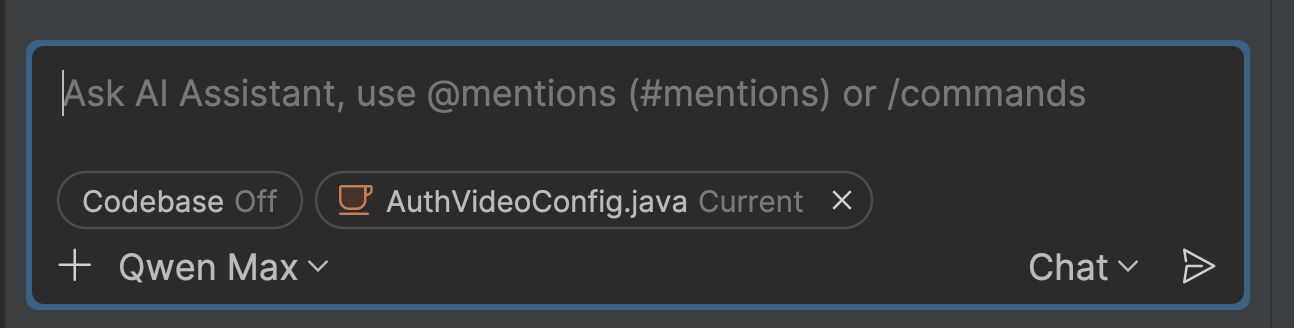 Ask AI Assistant, use @mentions (#mentions) or /commands
Codebase Off AuthVideoConfig.java Current
Qwen Max Chat